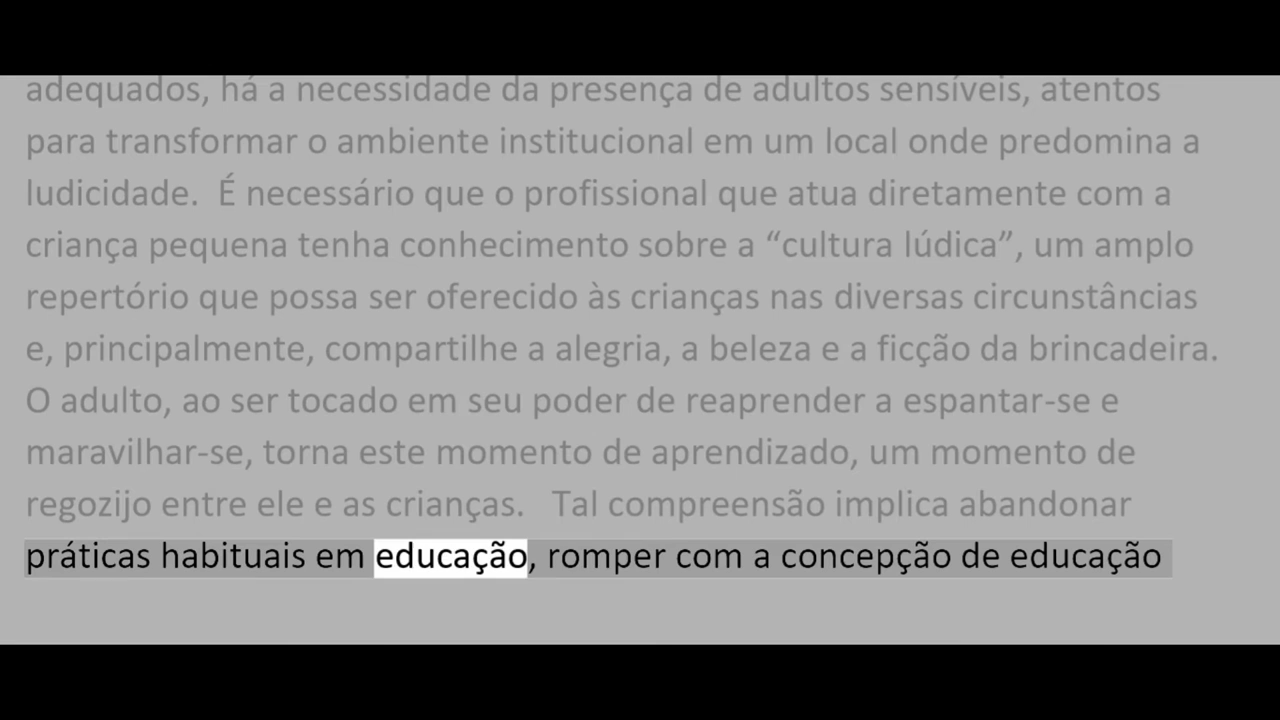 adequados, há a necessidade da presença de adultos sensíveis, atentos
para transformar o ambiente institucional em um local onde predomina a
ludicidade.  É necessário que o profissional que atua diretamente com a
criança pequena tenha conhecimento sobre a “cultura lúdica”, um amplo
repertório que possa ser oferecido às crianças nas diversas circunstâncias
e, principalmente, compartilhe a alegria, a beleza e a ficção da brincadeira.
O adulto, ao ser tocado em seu poder de reaprender a espantar-se e
maravilhar-se, torna este momento de aprendizado, um momento de
regozijo entre ele e as crianças.   Tal compreensão implica abandonar
práticas habituais em educação, romper com a concepção de educação